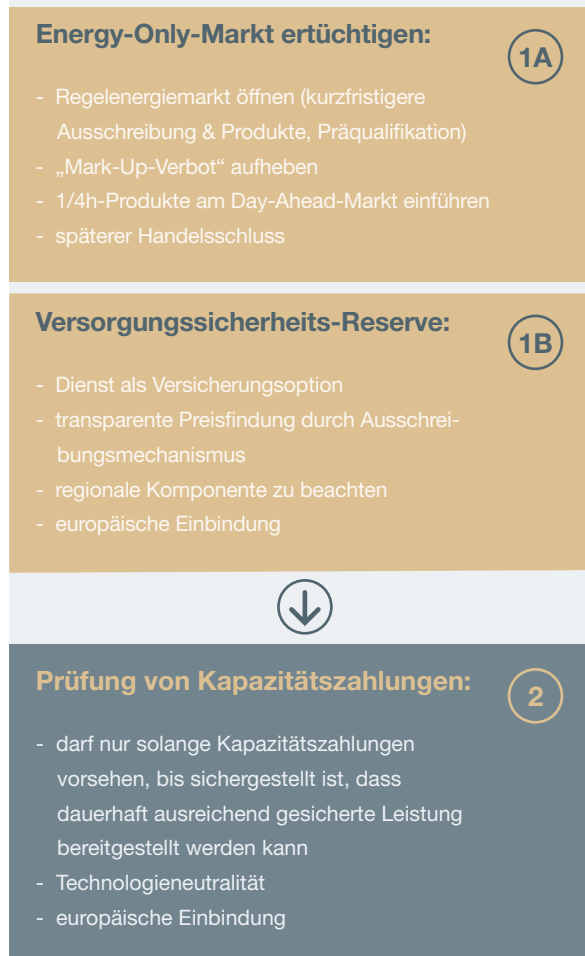 Energy-Only-Markt ertüchtigen:
1A
- Regelenergiemarkt öffnen (kurzfristigere
Ausschreibung & Produkte, Präqualifikation)
- „Mark-Up-Verbot“ aufheben
- 1/4h-Produkte am Day-Ahead-Markt einführen
- späterer Handelsschluss
Versorgungssicherheits-Reserve:
1B
- Dienst als Versicherungsoption
- transparente Preisfindung durch Ausschrei-
bungsmechanismus
- regionale Komponente zu beachten
- europäische Einbindung
Prüfung von Kapazitätszahlungen:
2
- darf nur solange Kapazitätszahlungen
vorsehen, bis sichergestellt ist, dass
dauerhaft ausreichend gesicherte Leistung
bereitgestellt werden kann
- Technologieneutralität
- europäische Einbindung